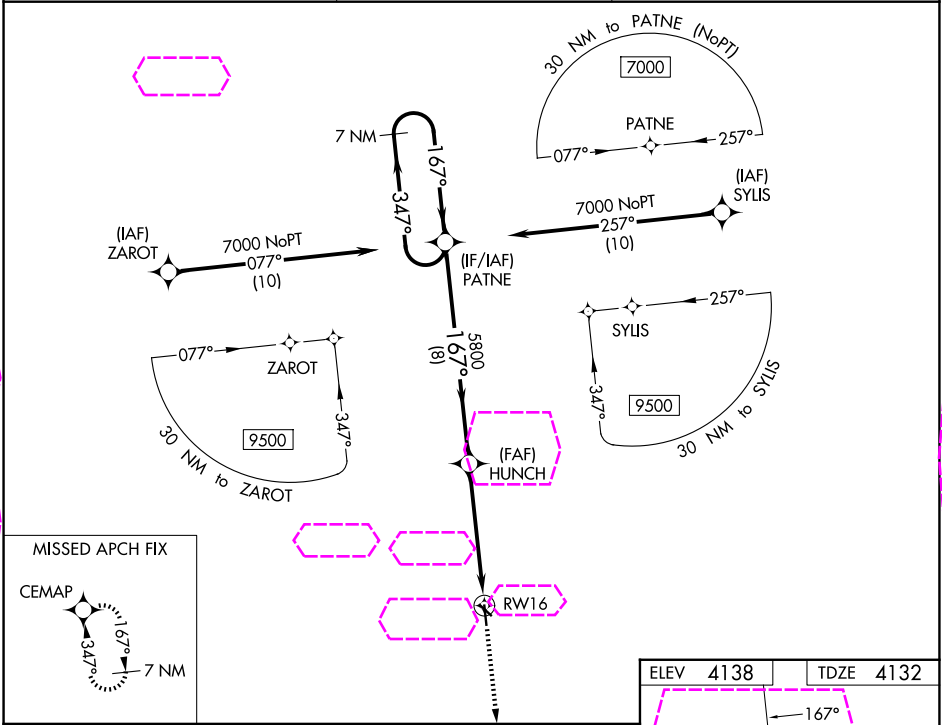 30 NM to PATNE (NoPT)
7000
PATNE
077°
257°
7 NM
167°
347°
(IAF)
SYLIS
7000 NoPT
257°
(10)
(IAF)
ZAROT
7000 NoPT
077°
(10)
(IF/IAF)
PATNE
5800
167°
(8)
077°
ZAROT
347°
9500
30 NM to ZAROT
257°
SYLIS
347°
9500
30 NM to SYLIS
(FAF)
HUNCH
RW16
MISSED APCH FIX
CEMAP
167°
347°
7 NM
ELEV 4138
TDZE 4132
167°